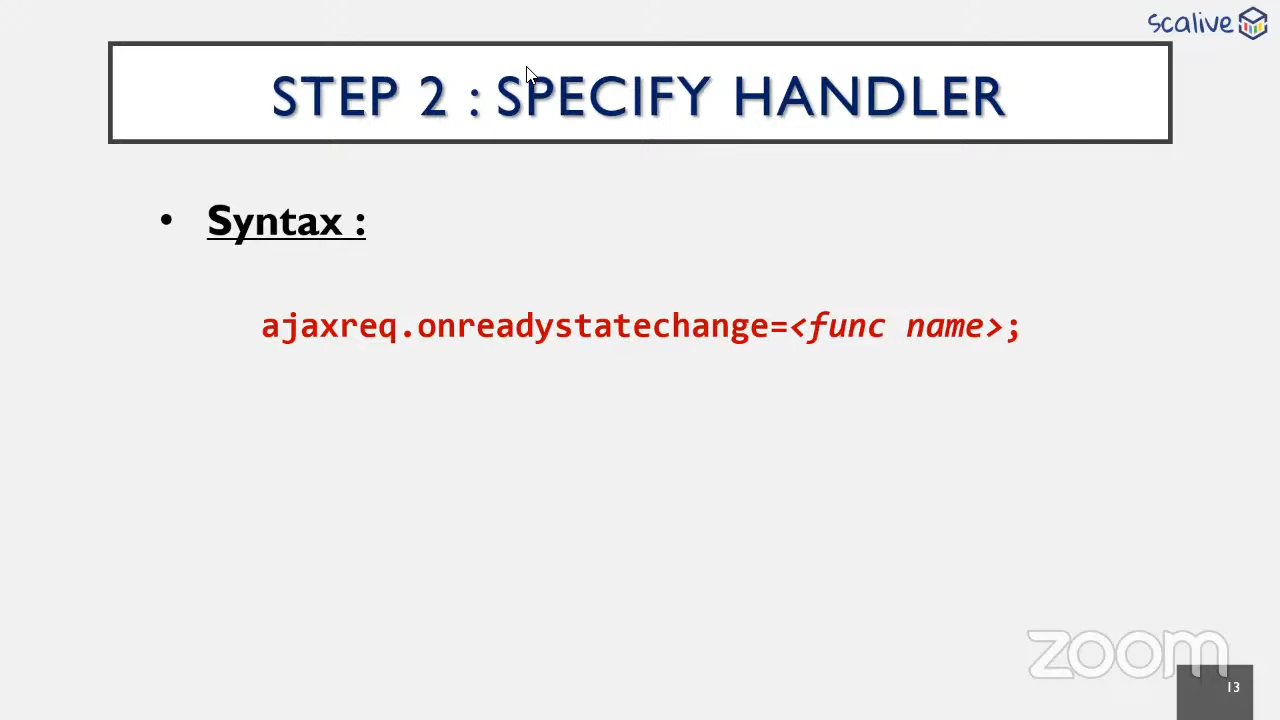 scalive
STEP 2 : SPECIFY HANDLER
• Syntax :
ajaxreq.onreadystatechange=<func name>;
zoom
13